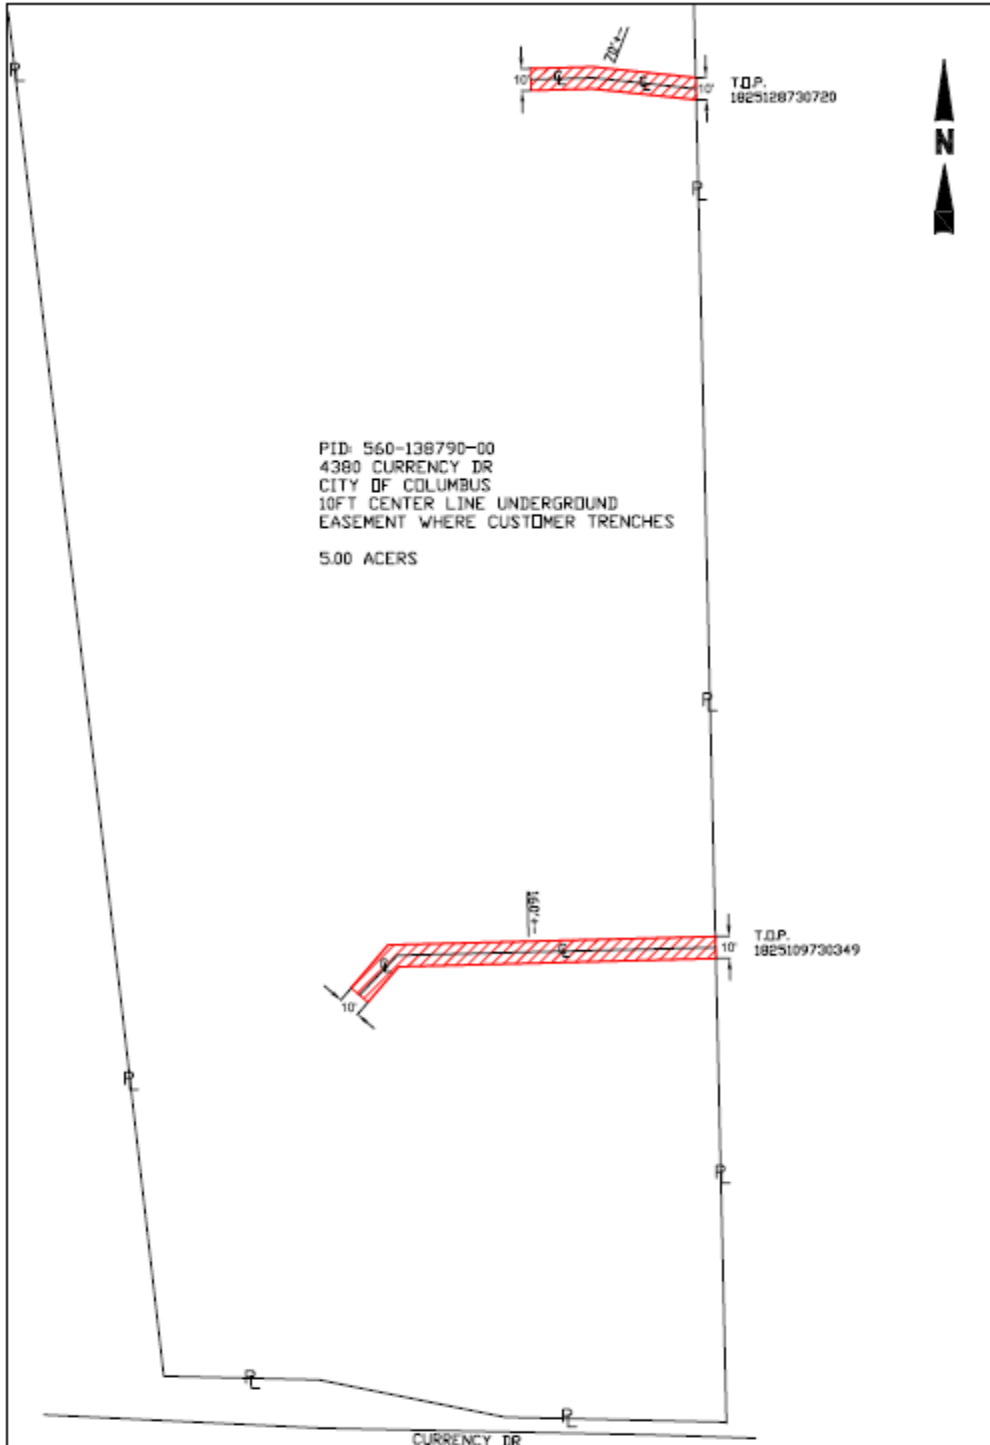 70'+-
10'
10'
T.O.P.
1825128730720
N
PL
PL
PID: 560-138790-00
4380 CURRENCY DR
CITY OF COLUMBUS
10FT CENTER LINE UNDERGROUND
EASEMENT WHERE CUSTOMER TRENCHES
5.00 ACERS
PL
160'+-
10'
T.O.P.
1825109730349
10'
PL
PL
PL
PL
CURRENCY DR